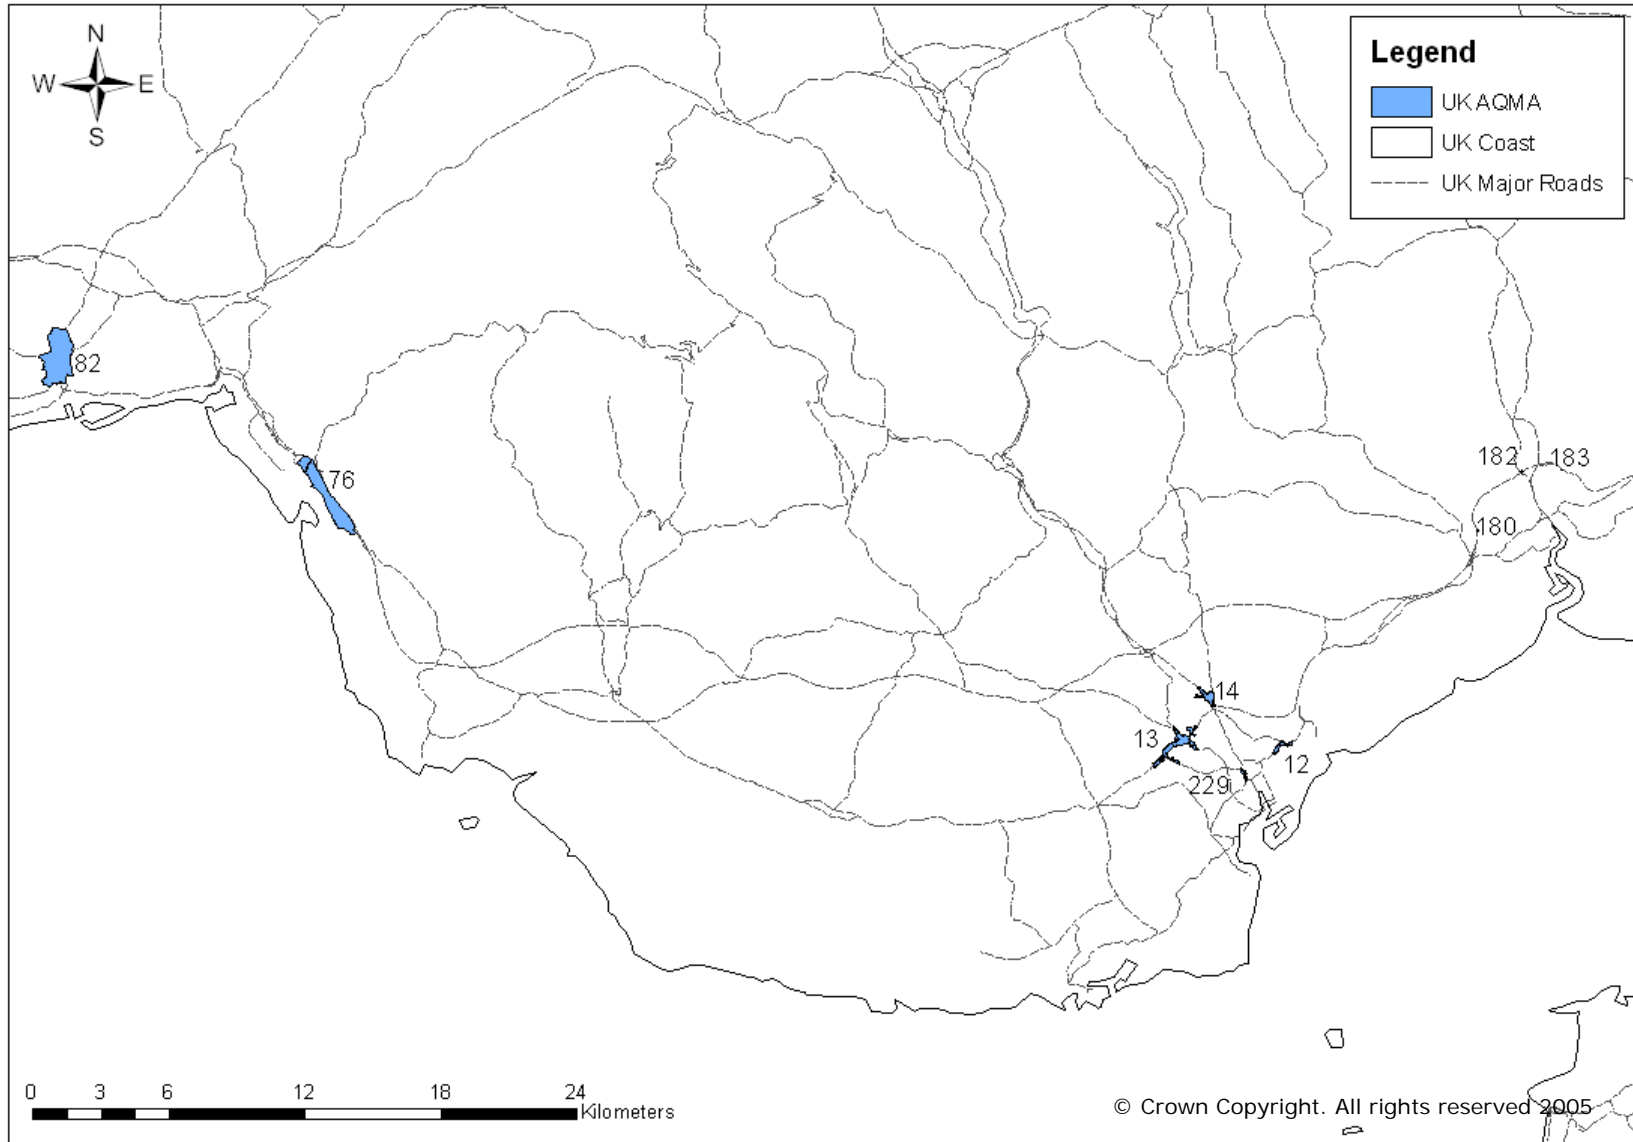 N
W E
S
Legend
UK AQMA
UK Coast
UK Major Roads
82
76
182 183
180
14
13
12
229
0 3 6 12 18 24
Kilometers
© Crown Copyright. All rights reserved 2005